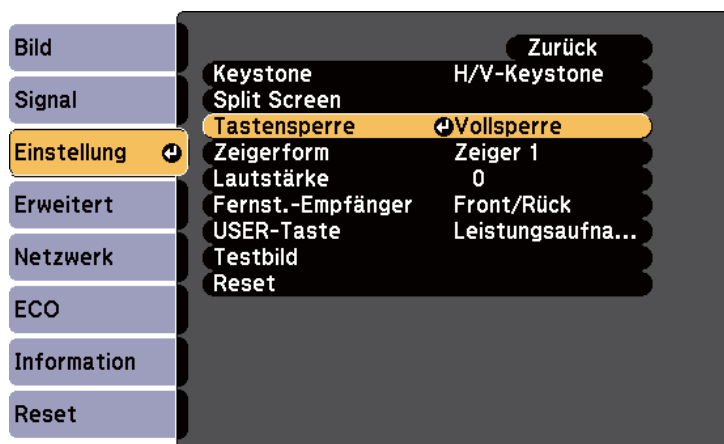 Bild
Signal
Einstellung
Erweitert
Netzwerk
ECO
Information
Reset
Zurück
Keystone H/V-Keystone
Split Screen
Tastensperre Vollsperre
Zeigerform Zeiger 1
Lautstärke 0
Fernst.-Empfänger Front/Rück
USER-Taste Leistungsaufna...
Testbild
Reset